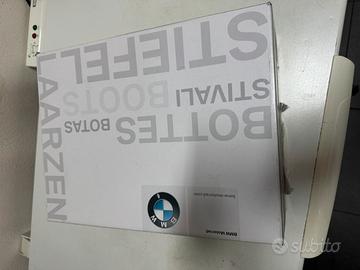 STIEFEL
STIVALI BOOTS
BOTTES BOTAS
LAARZEN
BMW
BMW Motorrad
subito